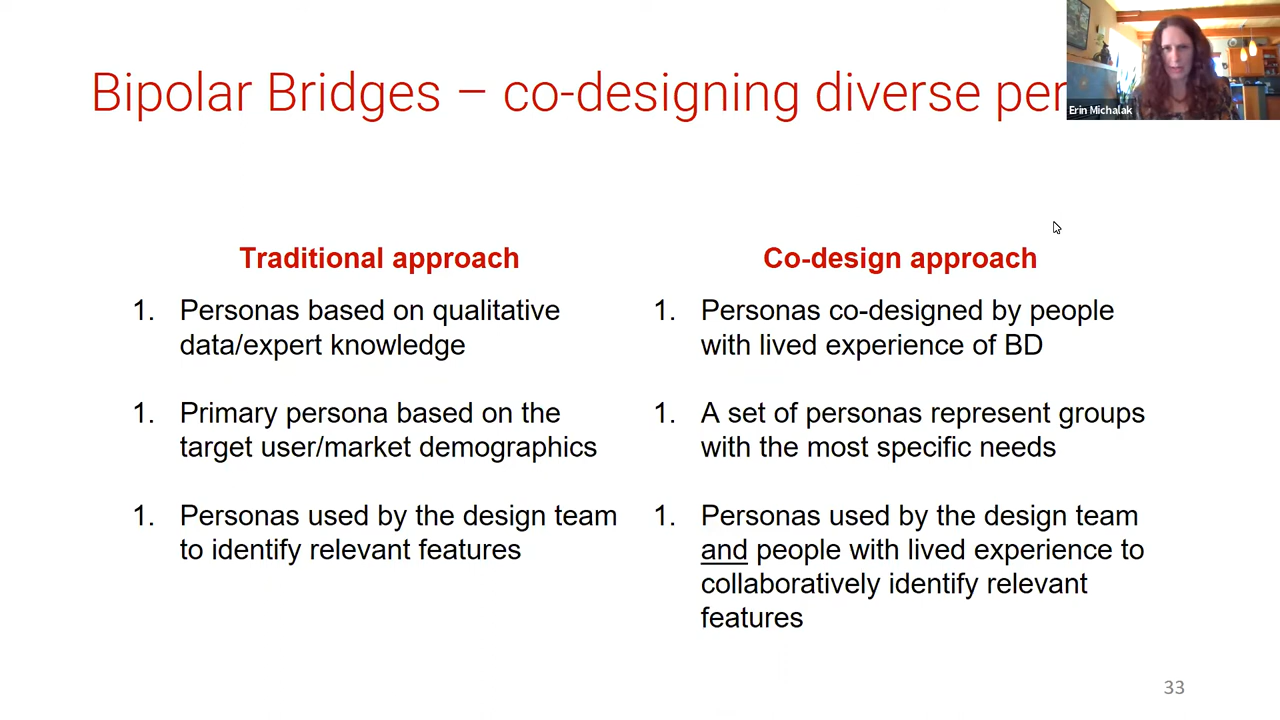 Bipolar Bridges – co-designing diverse per
Erin Michalak
Traditional approach
1. Personas based on qualitative
data/expert knowledge
1. Primary persona based on the
target user/market demographics
1. Personas used by the design team
to identify relevant features
Co-design approach
1. Personas co-designed by people
with lived experience of BD
1. A set of personas represent groups
with the most specific needs
1. Personas used by the design team
and people with lived experience to
collaboratively identify relevant
features
33